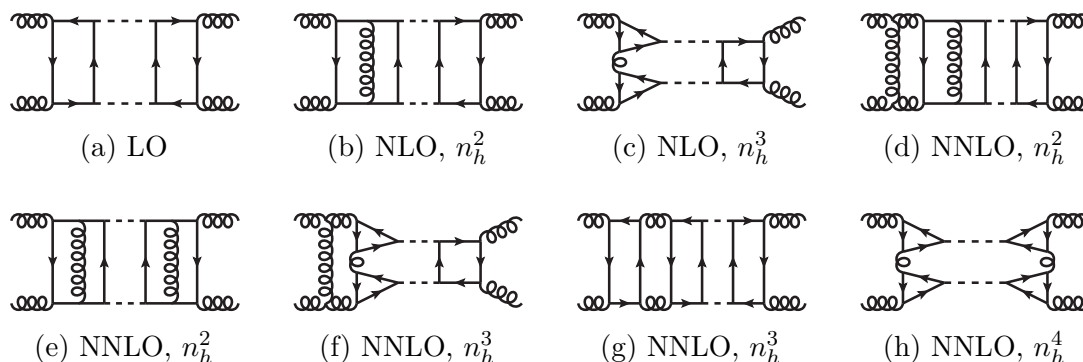 (a) LO (b) NLO, $n_h^2$ (c) NLO, $n_h^3$ (d) NNLO, $n_h^2$
(e) NNLO, $n_h^2$ (f) NNLO, $n_h^3$ (g) NNLO, $n_h^3$ (h) NNLO, $n_h^4$